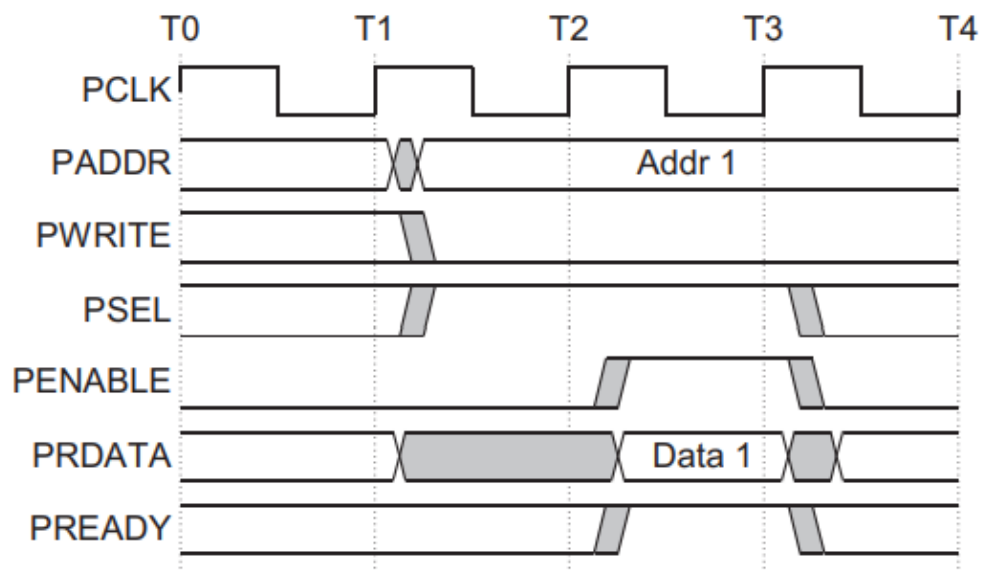 T0 T1 T2 T3 T4
PCLK
PADDR Addr 1
PWRITE
PSEL
PENABLE
PRDATA Data 1
PREADY